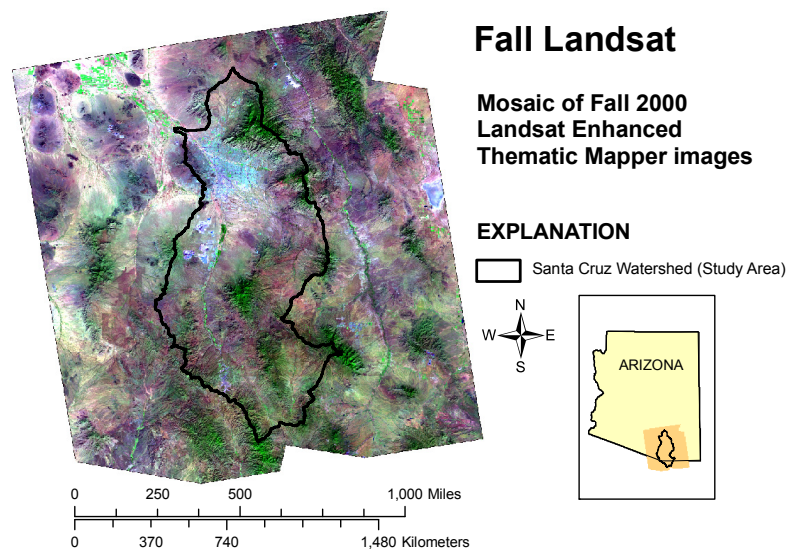 Fall Landsat
Mosaic of Fall 2000
Landsat Enhanced
Thematic Mapper images
EXPLANATION
Santa Cruz Watershed (Study Area)
N
W E
S
ARIZONA
0 250 500 1,000 Miles
0 370 740 1,480 Kilometers